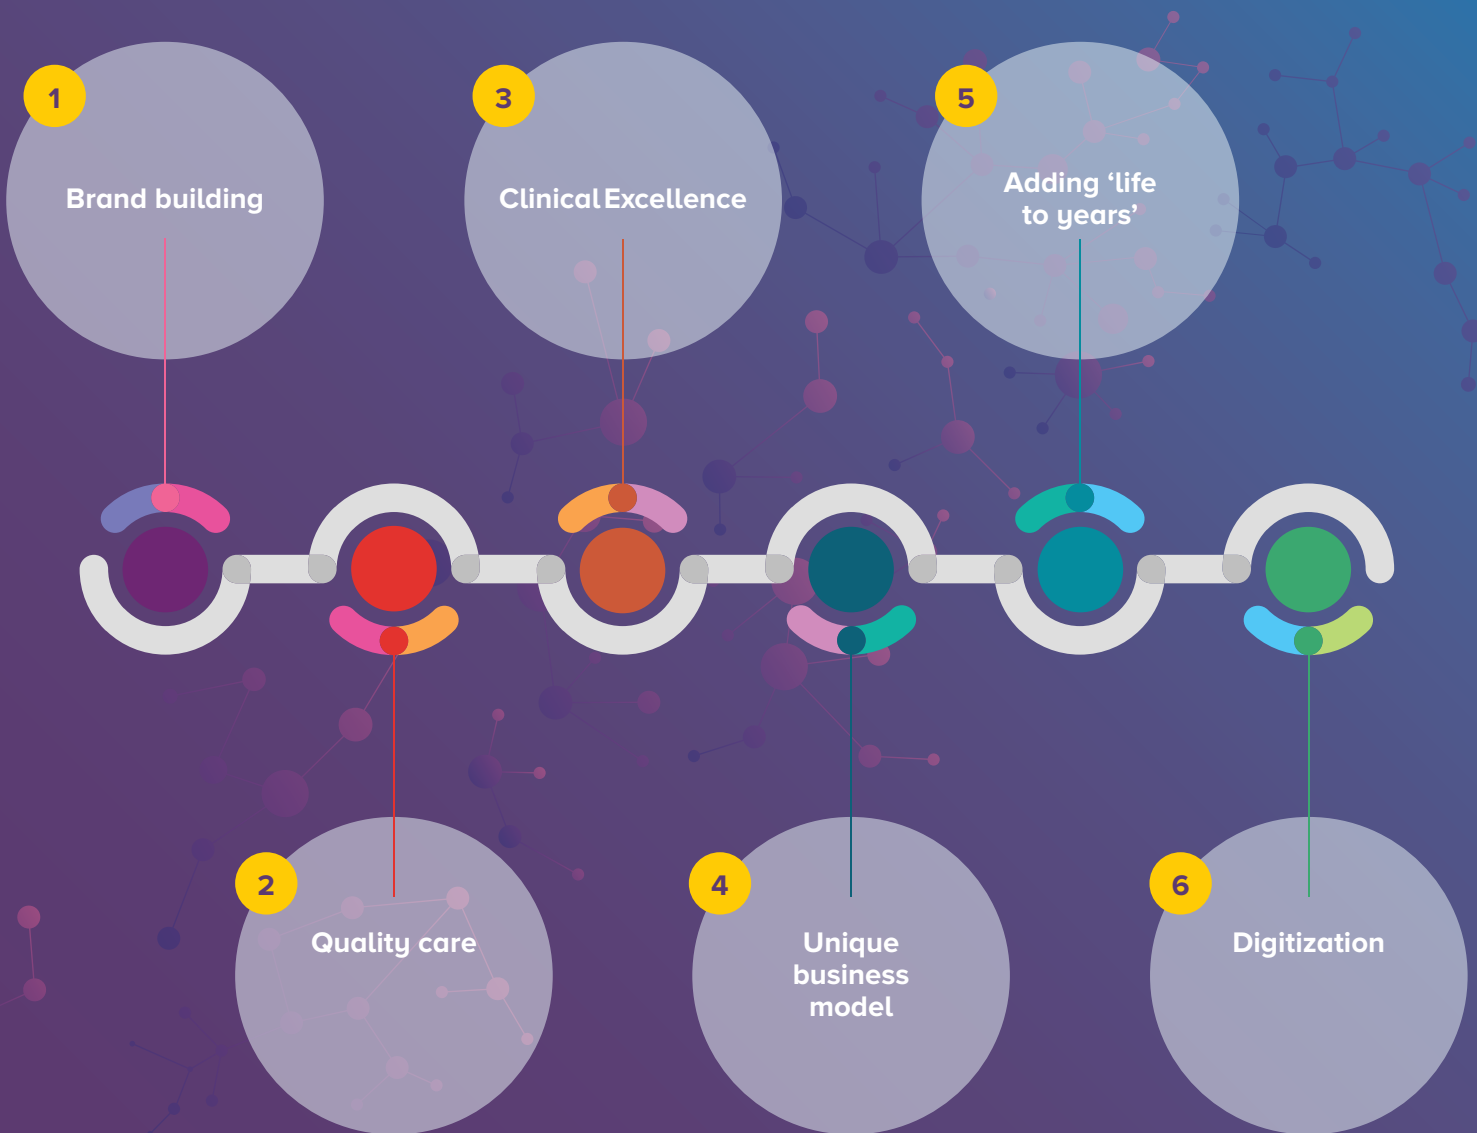 1
Brand building
2
Quality care
3
Clinical Excellence
4
Unique
business
model
5
Adding ‘life
to years’
6
Digitization